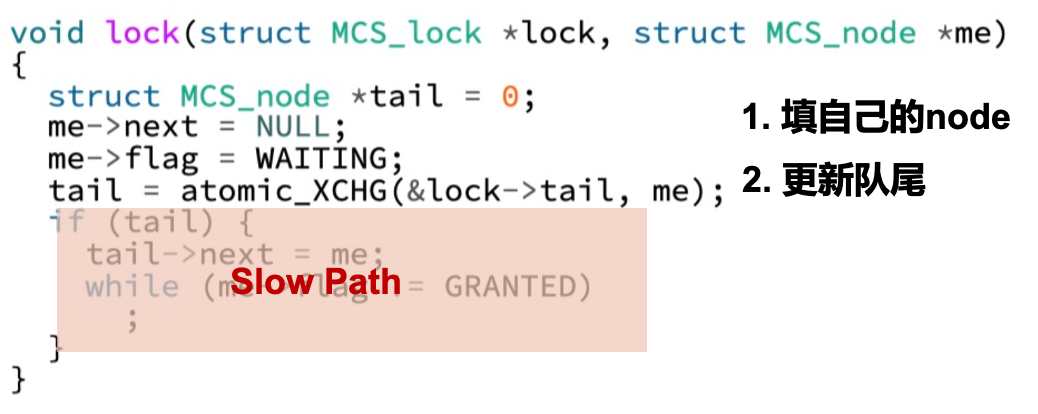 void lock(struct MCS_lock *lock, struct MCS_node *me)
{
struct MCS_node *tail = 0;
me->next = NULL;
me->flag = WAITING;
tail = atomic_XCHG(&lock->tail, me);
if (tail) {
tail->next = me;
while (me->flag != GRANTED)
;
}
}
1. 填自己的node
2. 更新队尾
Slow Path